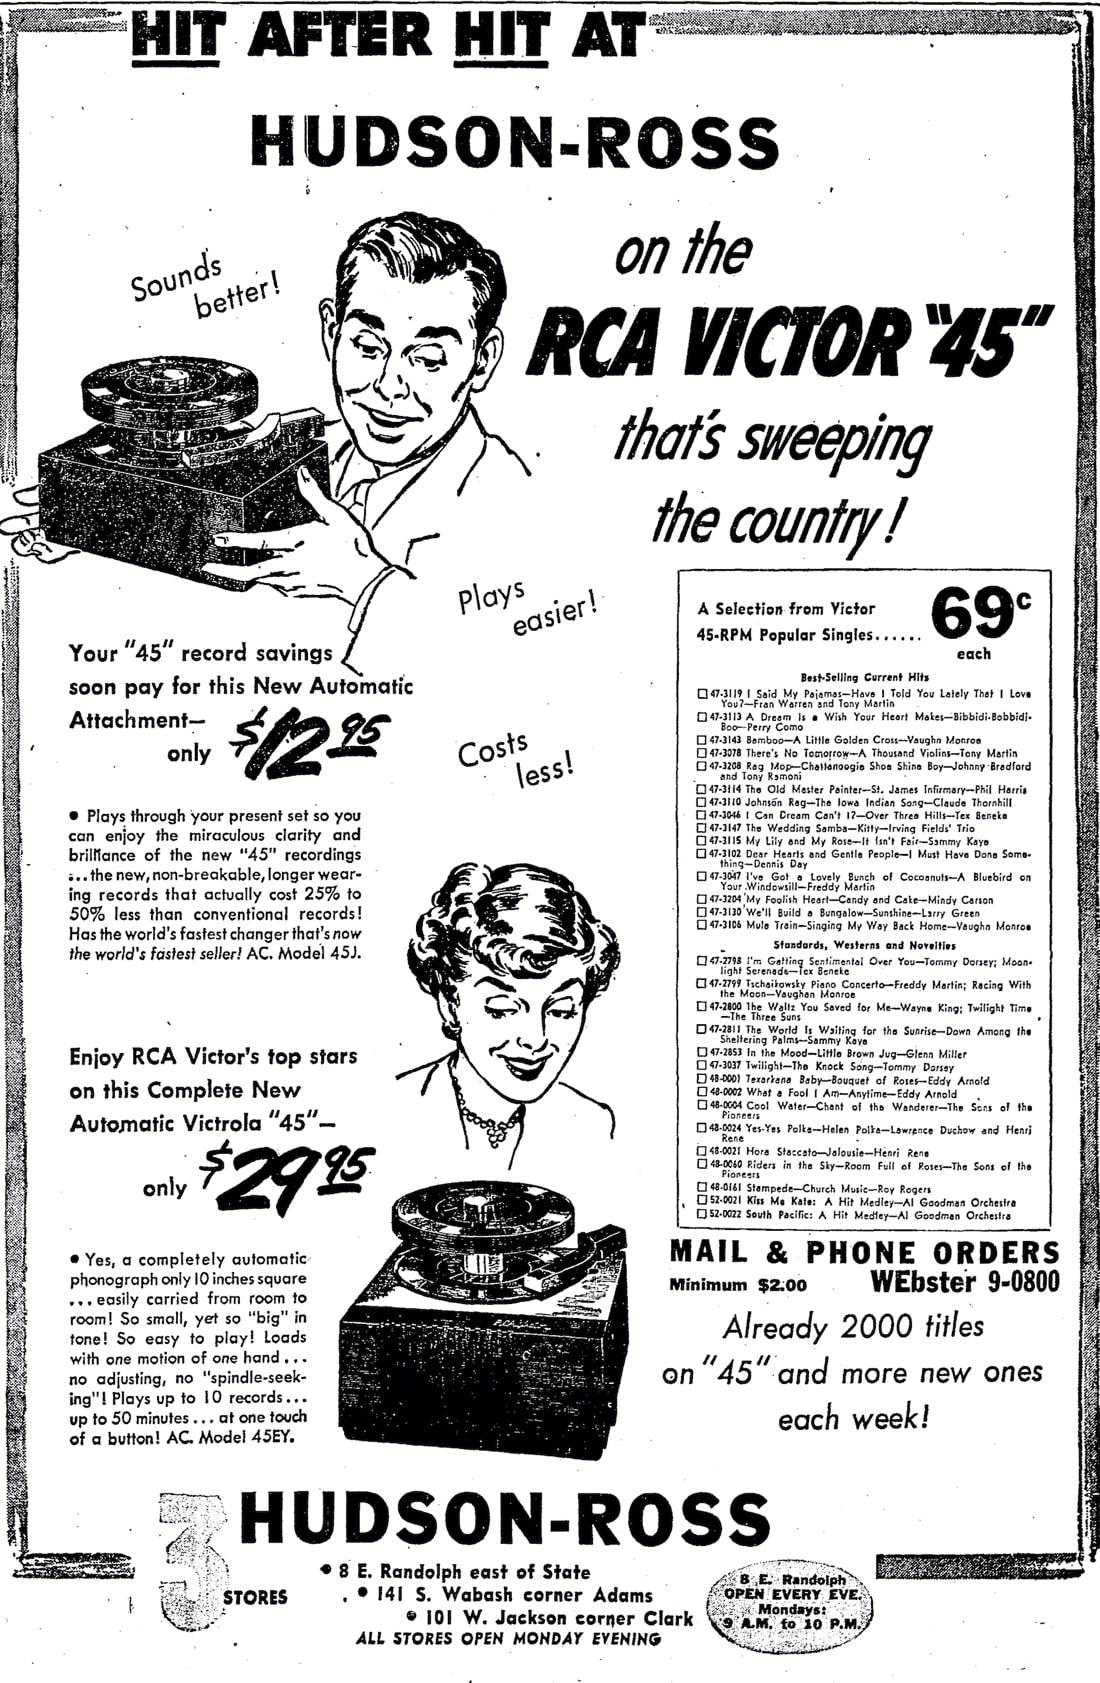 HIT AFTER HIT AT
HUDSON-ROSS
on the
RCA VICTOR "45"
that's sweeping
the country!
Sounds
better!
Plays
easier!
Costs
less!
Your "45" record savings
soon pay for this New Automatic
Attachment—
only $12.95
• Plays through your present set so you
can enjoy the miraculous clarity and
brilliance of the new "45" recordings
... the new, non-breakable, longer wear-
ing records that actually cost 25% to
50% less than conventional records!
Has the world's fastest changer that's now
the world's fastest seller! AC. Model 45J.
Enjoy RCA Victor's top stars
on this Complete New
Automatic Victrola "45"—
only $29.95
• Yes, a completely automatic
phonograph only 10 inches square
... easily carried from room to
room! So small, yet so "big" in
tone! So easy to play! Loads
with one motion of one hand ...
no adjusting, no "spindle-seek-
ing"! Plays up to 10 records...
up to 50 minutes ... at one touch
of a button! AC. Model 45EY.
A Selection from Victor
45-RPM Popular Singles......
69c
each
Best-Selling Current Hits
47-3119 I Said My Pajamas—Have I Told You Lately That I Love
You?—Fran Warren and Tony Martin
47-3113 A Dream Is a Wish Your Heart Makes—Bibbidi-Bobbidi-
Boo—Perry Como
47-3143 Bamboo—A Little Golden Cross—Vaughn Monroe
47-3078 There's No Tomorrow—A Thousand Violins—Tony Martin
47-3208 Rag Mop—Chattanoogie Shoe Shine Boy—Johnny Bradford
and Tony Ramoni
47-3114 The Old Master Painter—St. James Infirmary—Phil Harris
47-3110 Johnson Rag—The Iowa Indian Song—Claude Thornhill
47-3046 I Can Dream Can't I?—Over Three Hills—Tex Beneke
47-3147 The Wedding Samba—Kitty—Irving Fields' Trio
47-3115 My Lily and My Rose—It Isn't Fair—Sammy Kaye
47-3102 Dear Hearts and Gentle People—I Must Have Done Some-
thing—Dennis Day
47-3047 I've Got a Lovely Bunch of Cocoanuts—A Bluebird on
Your Windowsill—Freddy Martin
47-3204 My Foolish Heart—Candy and Cake—Mindy Carson
47-3130 We'll Build a Bungalow—Sunshine—Larry Green
47-3106 Mule Train—Singing My Way Back Home—Vaughn Monroe
Standards, Westerns and Novelties
47-2798 I'm Getting Sentimental Over You—Tommy Dorsey; Moon-
light Serenade—Tex Beneke
47-2799 Tschaikowsky Piano Concerto—Freddy Martin; Racing With
the Moon—Vaughan Monroe
47-2800 The Waltz You Saved for Me—Wayne King; Twilight Time
—The Three Suns
47-2811 The World Is Waiting for the Sunrise—Down Among the
Sheltering Palms—Sammy Kaye
47-2853 In the Mood—Little Brown Jug—Glenn Miller
47-3037 Twilight—The Knock Song—Tommy Dorsey
48-0001 Texarkana Baby—Bouquet of Roses—Eddy Arnold
48-0002 What a Fool I Am—Anytime—Eddy Arnold
48-0004 Cool Water—Chant of the Wanderer—The Sons of the
Pioneers
48-0024 Yes-Yes Polka—Helen Polka—Lawrence Duchow and Henri
Rene
48-0021 Hora Staccato—Jalousie—Henri Rene
48-0060 Riders in the Sky—Room Full of Roses—The Sons of the
Pioneers
48-0161 Stampede—Church Music—Roy Rogers
52-0021 Kiss Me Kate: A Hit Medley—Al Goodman Orchestra
52-0022 South Pacific: A Hit Medley—Al Goodman Orchestra
MAIL & PHONE ORDERS
Minimum $2.00 WEbster 9-0800
Already 2000 titles
on "45" and more new ones
each week!
3 STORES
HUDSON-ROSS
• 8 E. Randolph east of State
• 141 S. Wabash corner Adams
• 101 W. Jackson corner Clark
ALL STORES OPEN MONDAY EVENING
8 E. Randolph
OPEN EVERY EVE.
Mondays:
9 A.M. to 10 P.M.